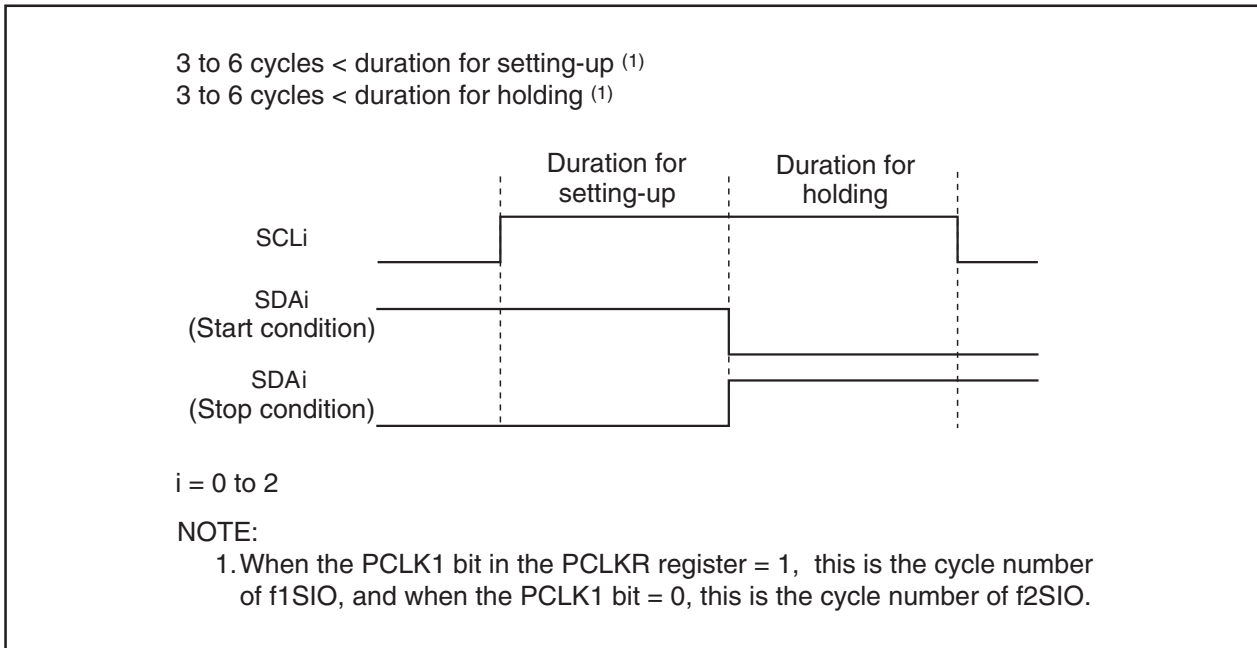 3 to 6 cycles < duration for setting-up (1)
3 to 6 cycles < duration for holding (1)
Duration for
setting-up
Duration for
holding
SCLi
SDAi
(Start condition)
SDAi
(Stop condition)
i = 0 to 2
NOTE:
1. When the PCLK1 bit in the PCLKR register = 1, this is the cycle number
of f1SIO, and when the PCLK1 bit = 0, this is the cycle number of f2SIO.